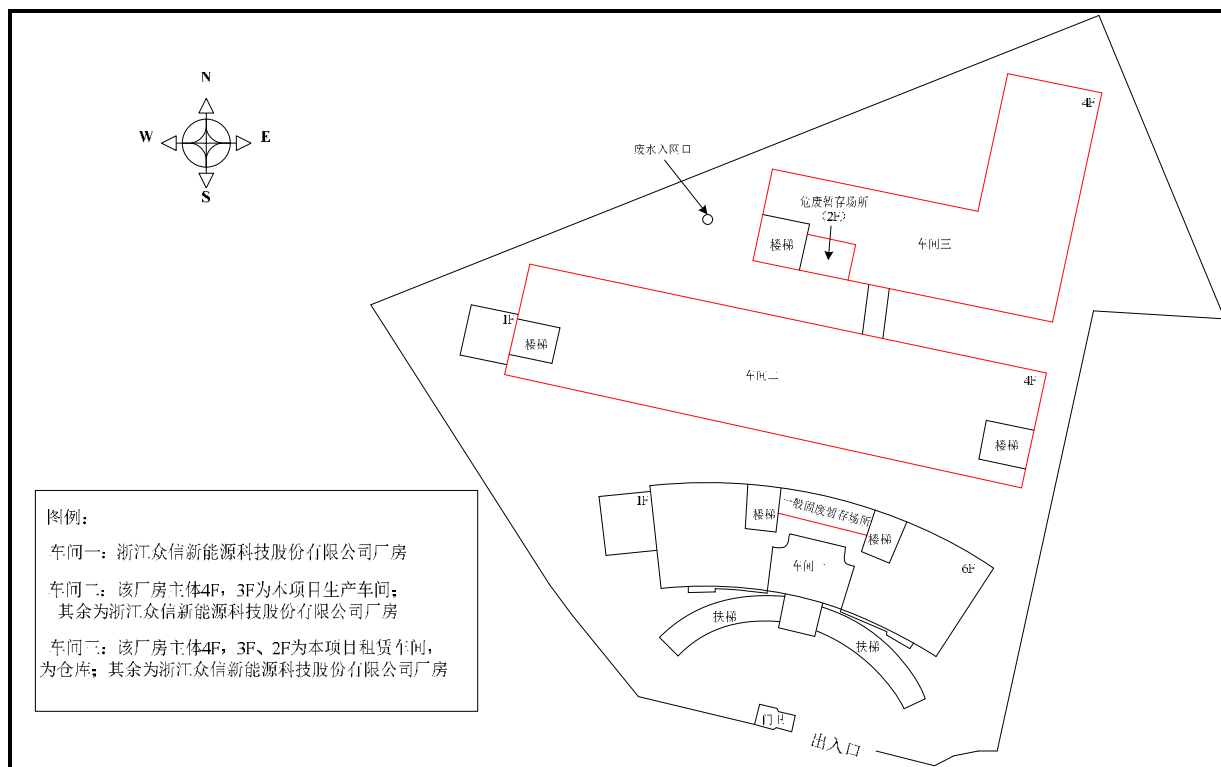 N
W
E
S
废水入网口
4F
危废暂存场所
(2F)
楼梯
车间三
1F
楼梯
车间二
4F
楼梯
1F
楼梯
一般固废暂存场所
楼梯
车间一
6F
扶梯
扶梯
门卫
出入口
图例:
车间一:浙江众信新能源科技股份有限公司厂房
车间二:该厂房主体4F,3F为本项目生产车间;
其余为浙江众信新能源科技股份有限公司厂房
车间三:该厂房主体4F,3F、2F为本项目租赁车间,
为仓库;其余为浙江众信新能源科技股份有限公司厂房